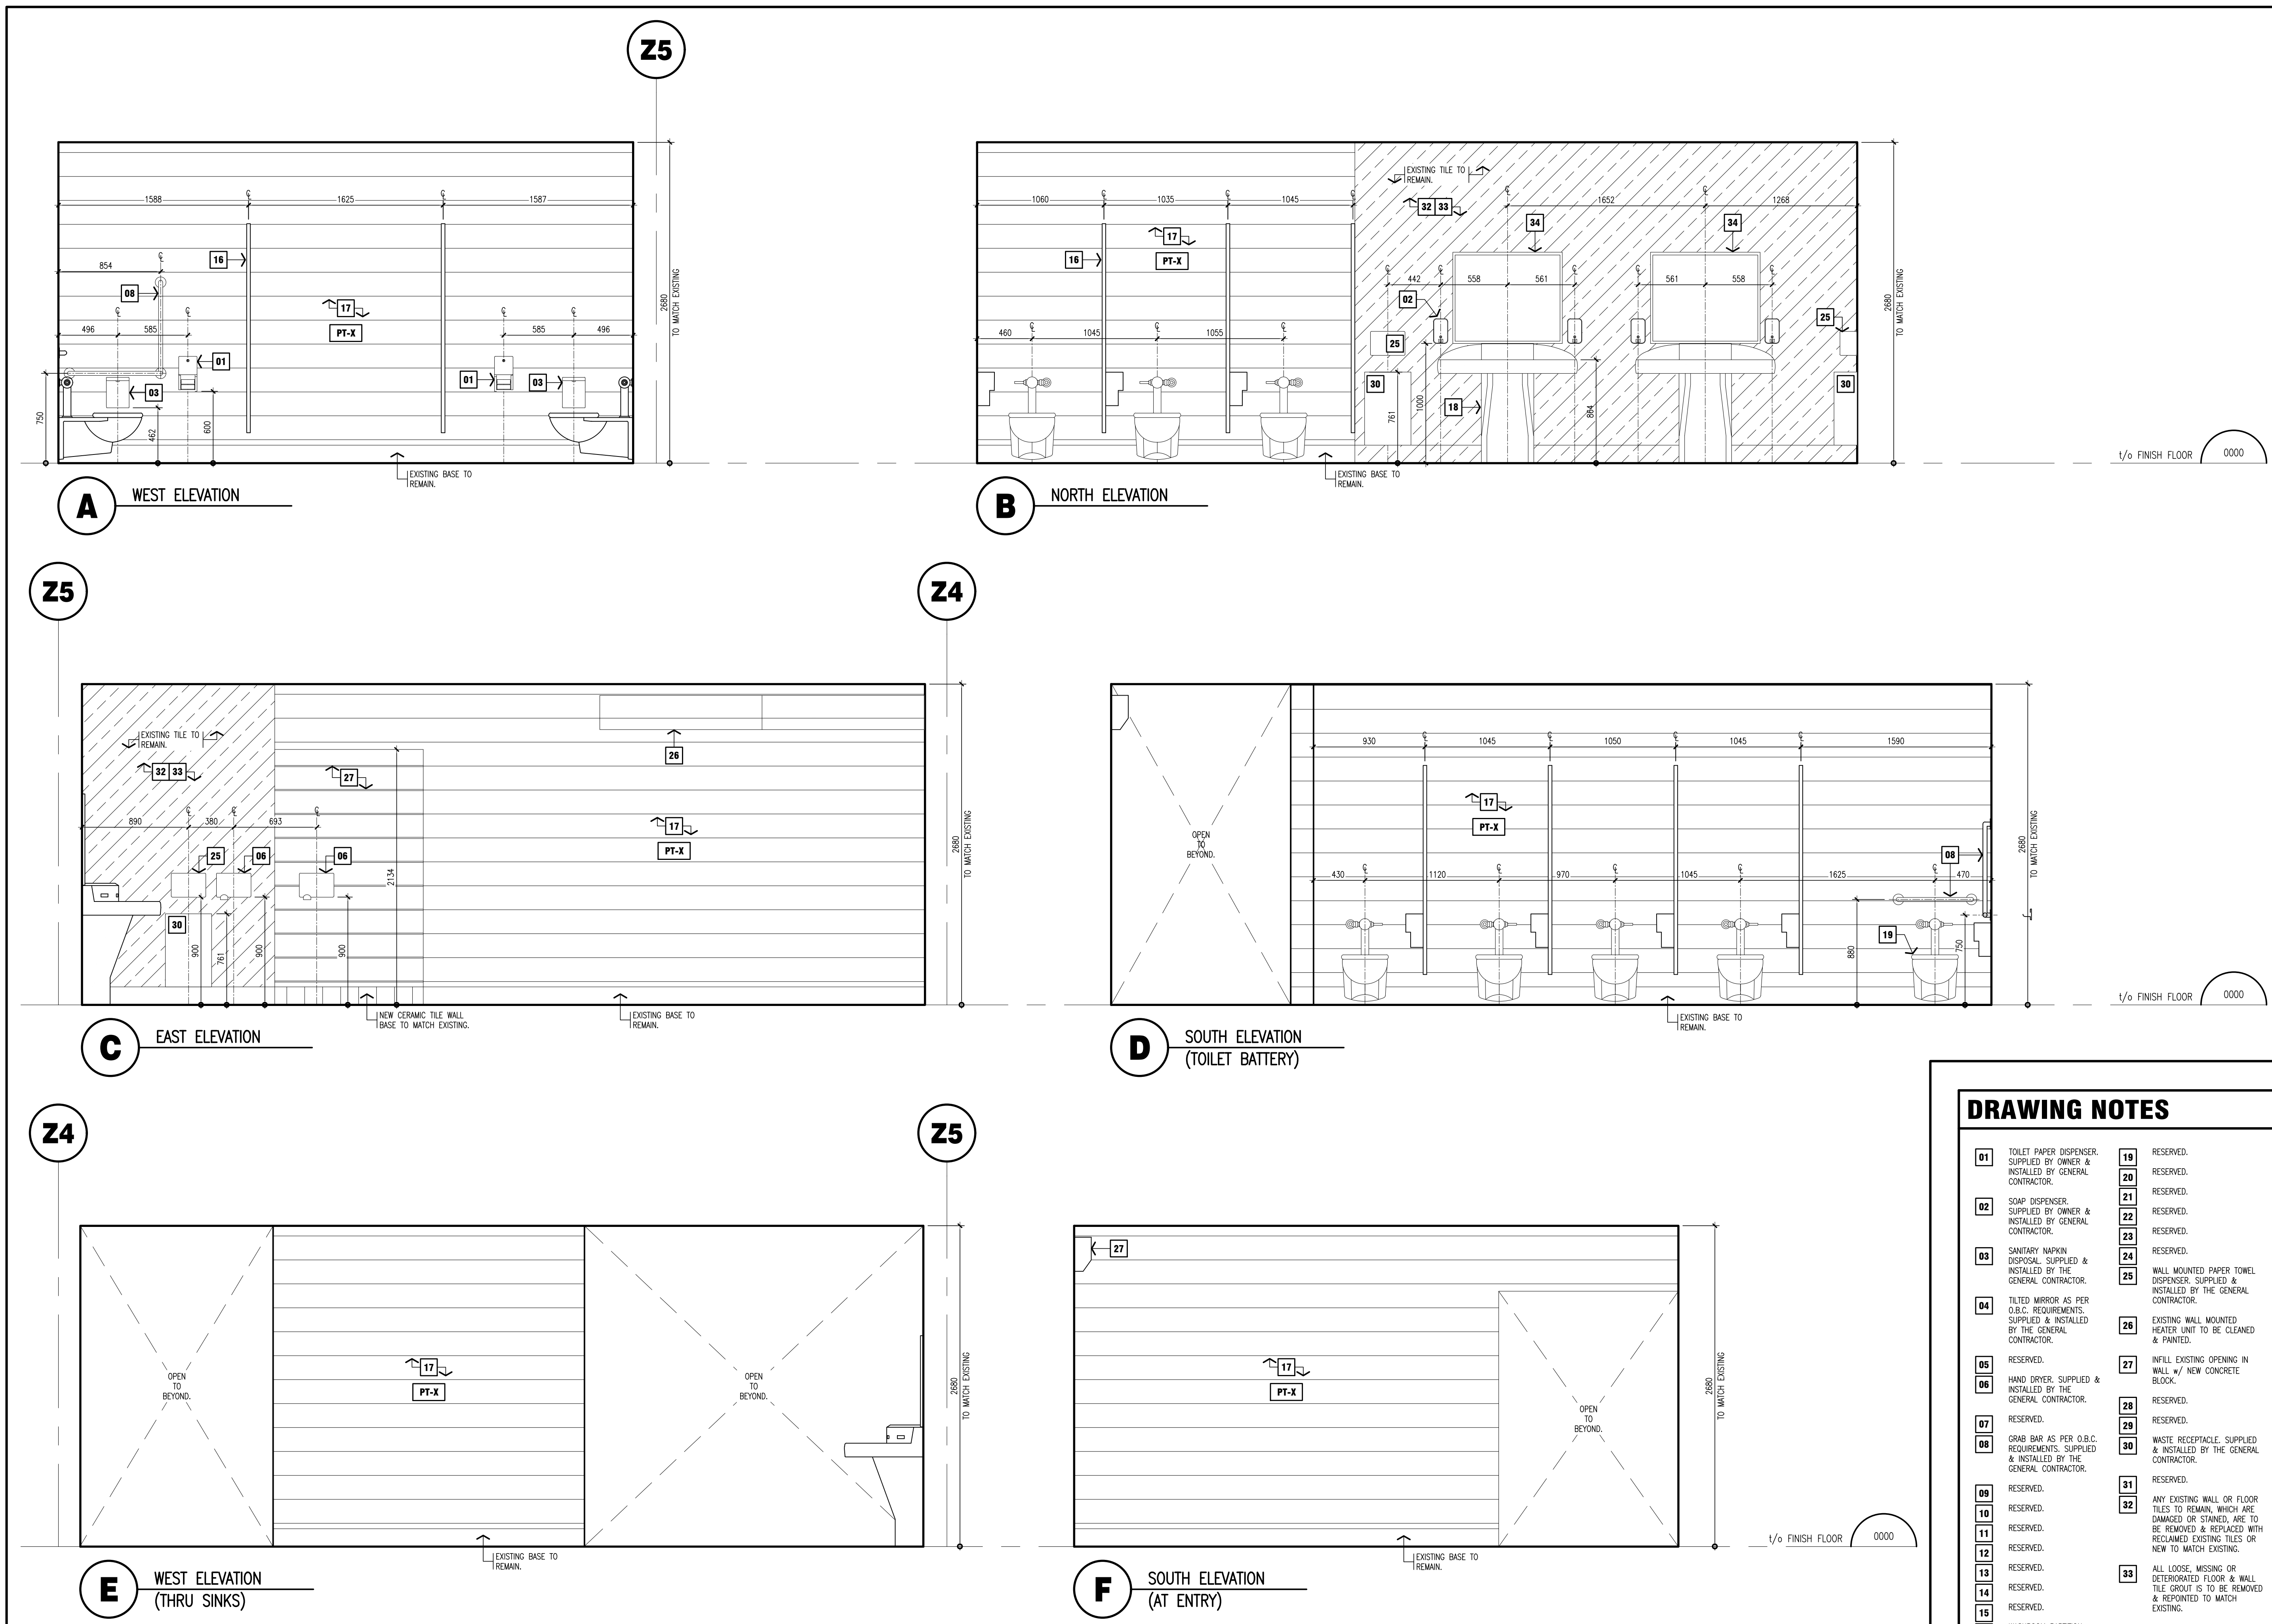 Z5
1588
1625
1587
854
16
08
17
PT-X
496
585
585
496
01
03
01
03
750
462
600
2680
TO MATCH EXISTING
EXISTING BASE TO
REMAIN.
A
WEST ELEVATION
1060
1035
1045
EXISTING TILE TO
REMAIN.
32 33
1652
1268
17
PT-X
16
34
34
442
558
561
561
558
02
25
25
460
1045
1055
30
30
18
761
1000
864
2680
TO MATCH EXISTING
EXISTING BASE TO
REMAIN.
t/o FINISH FLOOR
0000
B
NORTH ELEVATION
Z5
Z4
EXISTING TILE TO
REMAIN.
32 33
27
26
890
380
693
17
PT-X
25
06
06
30
900
761
900
900
2134
2680
TO MATCH EXISTING
NEW CERAMIC TILE WALL
BASE TO MATCH EXISTING.
EXISTING BASE TO
REMAIN.
C
EAST ELEVATION
930
1045
1050
1045
1590
17
PT-X
OPEN
TO
BEYOND.
08
430
1120
970
1045
1625
470
19
880
750
2680
TO MATCH EXISTING
EXISTING BASE TO
REMAIN.
t/o FINISH FLOOR
0000
D
SOUTH ELEVATION
(TOILET BATTERY)
Z4
Z5
OPEN
TO
BEYOND.
17
PT-X
OPEN
TO
BEYOND.
2680
TO MATCH EXISTING
EXISTING BASE TO
REMAIN.
E
WEST ELEVATION
(THRU SINKS)
27
17
PT-X
OPEN
TO
BEYOND.
2680
TO MATCH EXISTING
EXISTING BASE TO
REMAIN.
t/o FINISH FLOOR
0000
F
SOUTH ELEVATION
(AT ENTRY)
DRAWING NOTES
01 TOILET PAPER DISPENSER.
SUPPLIED BY OWNER &
INSTALLED BY GENERAL
CONTRACTOR.
02 SOAP DISPENSER.
SUPPLIED BY OWNER &
INSTALLED BY GENERAL
CONTRACTOR.
03 SANITARY NAPKIN
DISPOSAL. SUPPLIED &
INSTALLED BY THE
GENERAL CONTRACTOR.
04 TILTED MIRROR AS PER
O.B.C. REQUIREMENTS.
SUPPLIED & INSTALLED
BY THE GENERAL
CONTRACTOR.
05 RESERVED.
06 HAND DRYER. SUPPLIED &
INSTALLED BY THE
GENERAL CONTRACTOR.
07 RESERVED.
08 GRAB BAR AS PER O.B.C.
REQUIREMENTS. SUPPLIED
& INSTALLED BY THE
GENERAL CONTRACTOR.
09 RESERVED.
10 RESERVED.
11 RESERVED.
12 RESERVED.
13 RESERVED.
14 RESERVED.
15 RESERVED.
19 RESERVED.
20 RESERVED.
21 RESERVED.
22 RESERVED.
23 RESERVED.
24 RESERVED.
25 WALL MOUNTED PAPER TOWEL
DISPENSER. SUPPLIED &
INSTALLED BY THE GENERAL
CONTRACTOR.
26 EXISTING WALL MOUNTED
HEATER UNIT TO BE CLEANED
& PAINTED.
27 INFILL EXISTING OPENING IN
WALL w/ NEW CONCRETE
BLOCK.
28 RESERVED.
29 RESERVED.
30 WASTE RECEPTACLE. SUPPLIED
& INSTALLED BY THE GENERAL
CONTRACTOR.
31 RESERVED.
32 ANY EXISTING WALL OR FLOOR
TILES TO REMAIN, WHICH ARE
DAMAGED OR STAINED, ARE TO
BE REMOVED & REPLACED WITH
RECLAIMED EXISTING TILES OR
NEW TO MATCH EXISTING.
33 ALL LOOSE, MISSING OR
DETERIORATED FLOOR & WALL
TILE GROUT IS TO BE REMOVED
& REPOINTED TO MATCH
EXISTING.